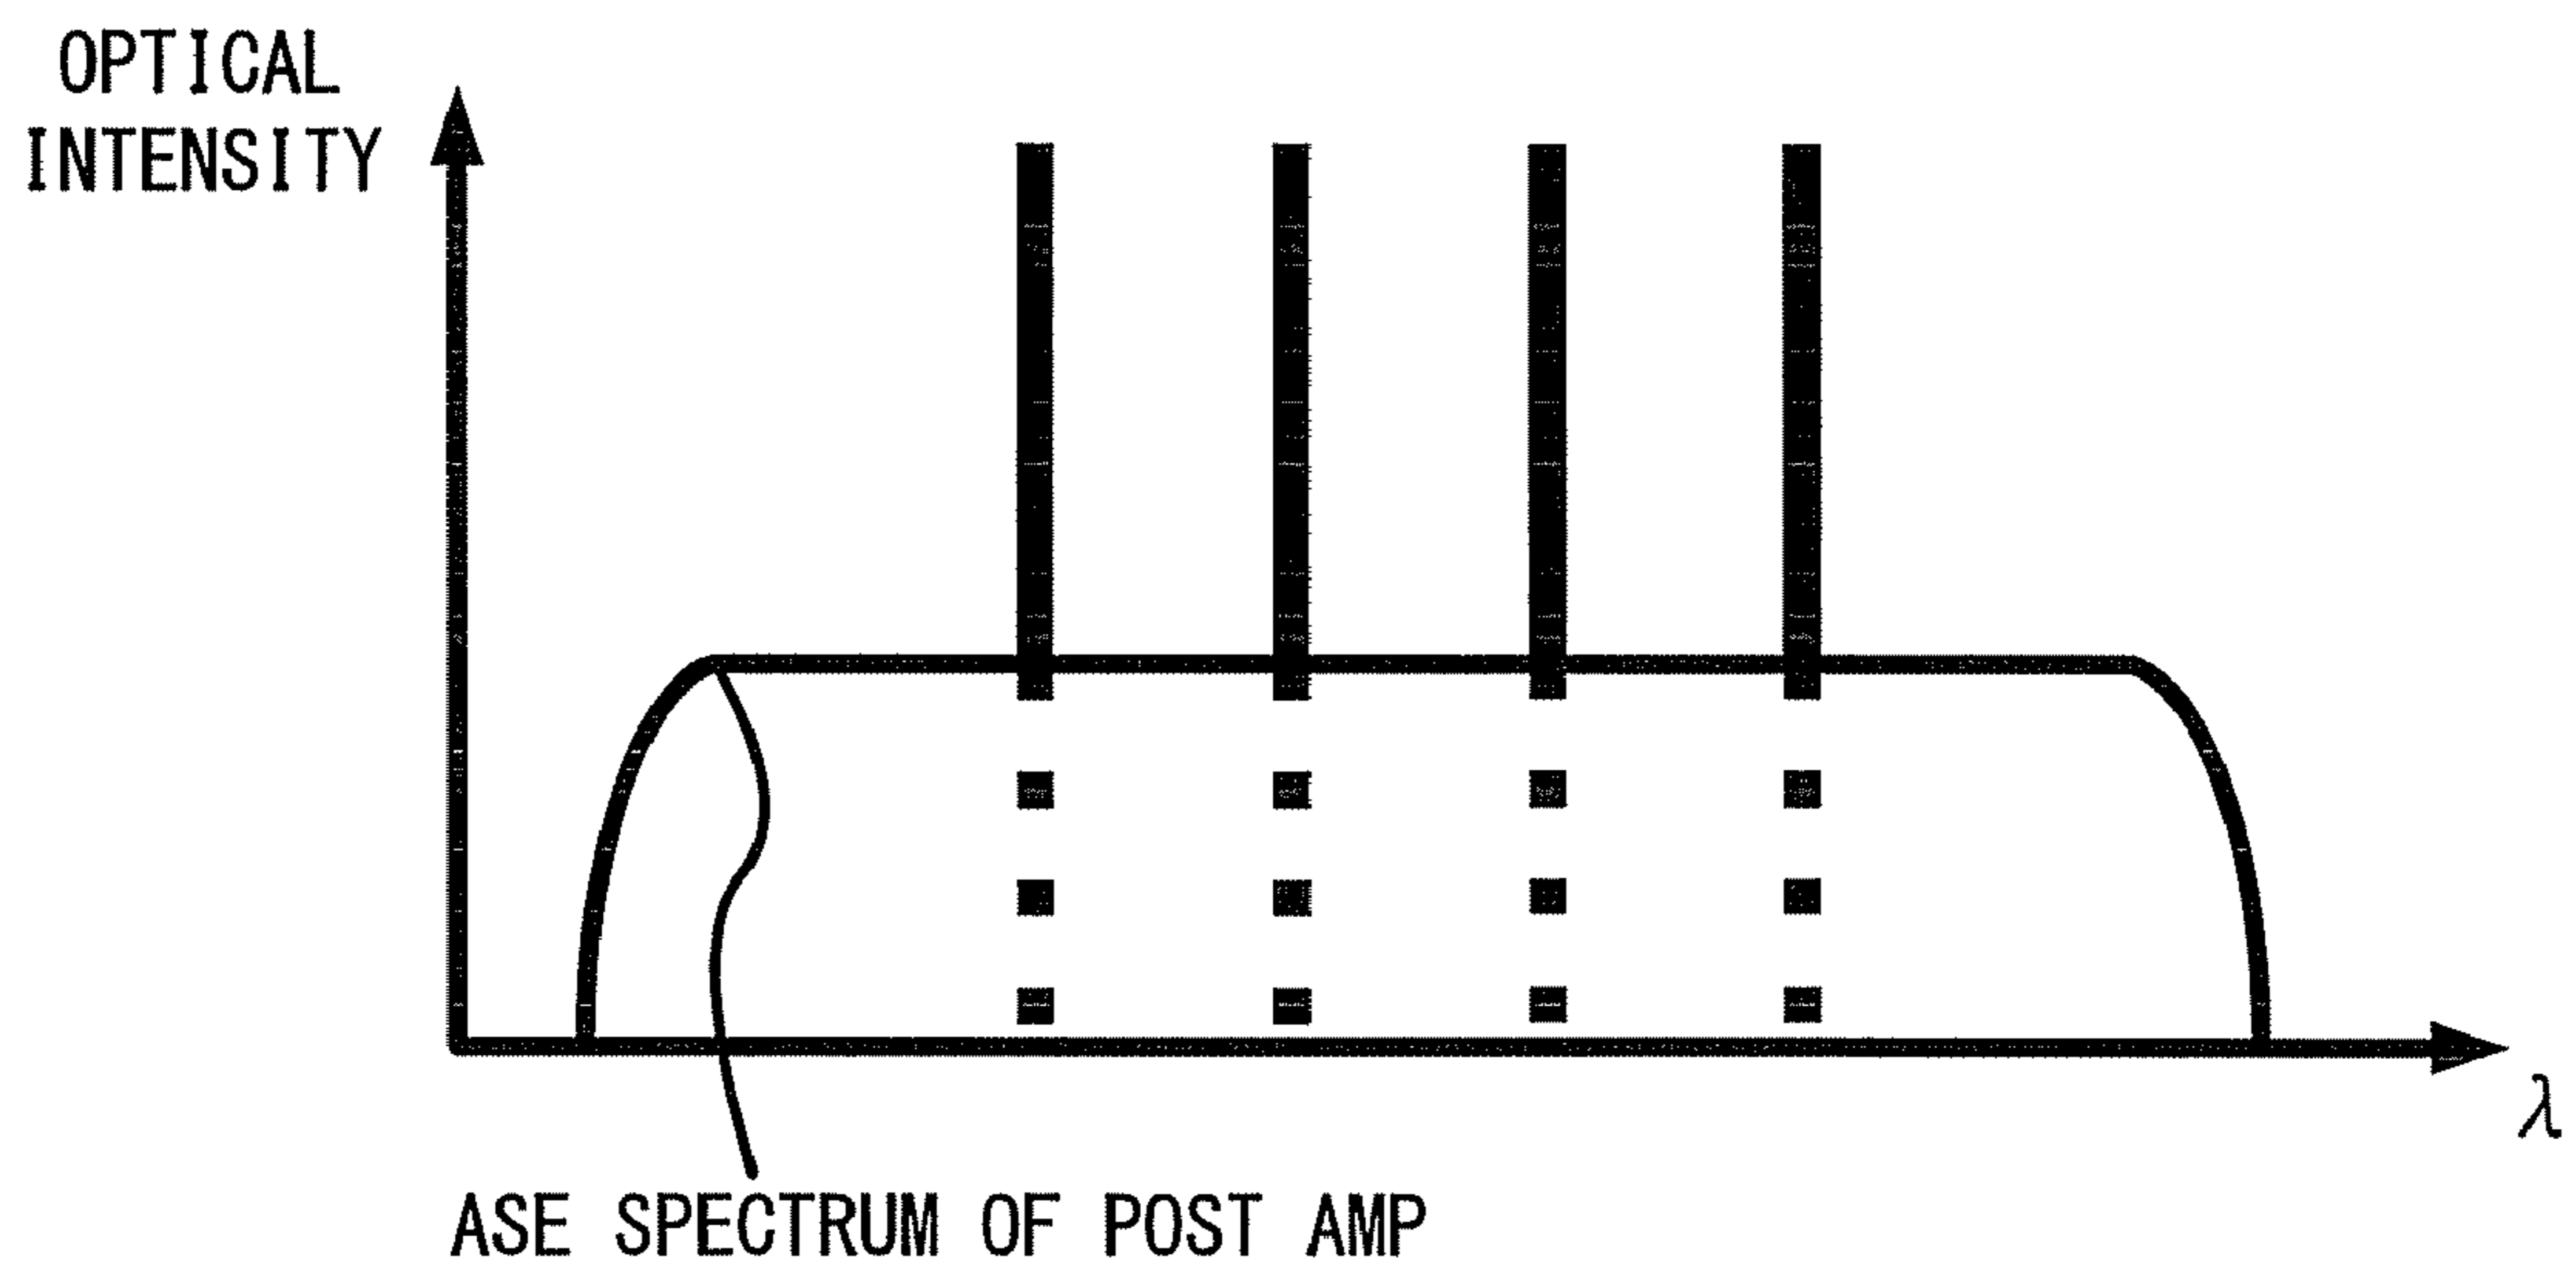 OPTICAL
INTENSITY
λ
ASE SPECTRUM OF POST AMP